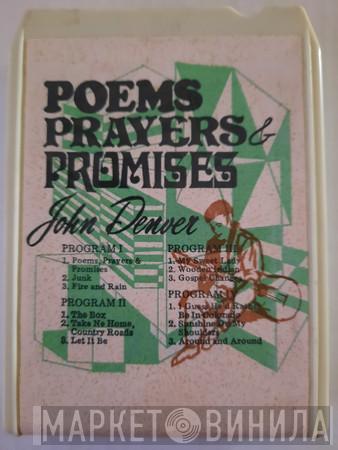 POEMS
PRAYERS &
PROMISES
John Denver
PROGRAM I
1. Poems, Prayers &
Promises
2. Junk
3. Fire and Rain
PROGRAM II
1. The Box
2. Take Me Home,
Country Roads
3. Let It Be
PROGRAM III
1. My Sweet Lady
2. Wooden Indian
3. Gospel Changes
PROGRAM
1. I Guess He'd Rather
Be In Colorado
2. Sunshine On My
Shoulders
3. Around and Around
МАРКЕТ ВИНИЛА